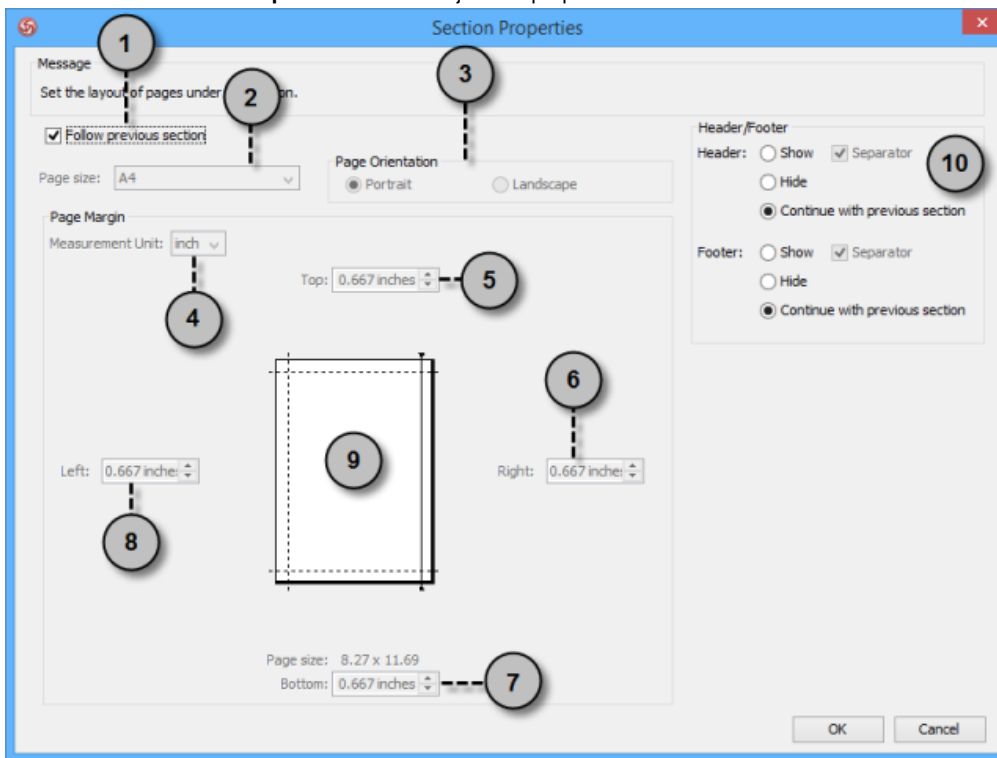 Section Properties
1
Message
3
Set the layout of pages under
2
on.
Follow previous section
Header/Footer
Header: Show Separator
10
Page size: A4
Page Orientation
Portrait Landscape
Hide
Continue with previous section
Page Margin
Measurement Unit: inch
Footer: Show Separator
Top: 0.667 inches
5
Hide
4
Continue with previous section
6
9
Left: 0.667 inche
Right: 0.667 inche
8
Page size: 8.27 x 11.69
Bottom: 0.667 inches
7
OK Cancel